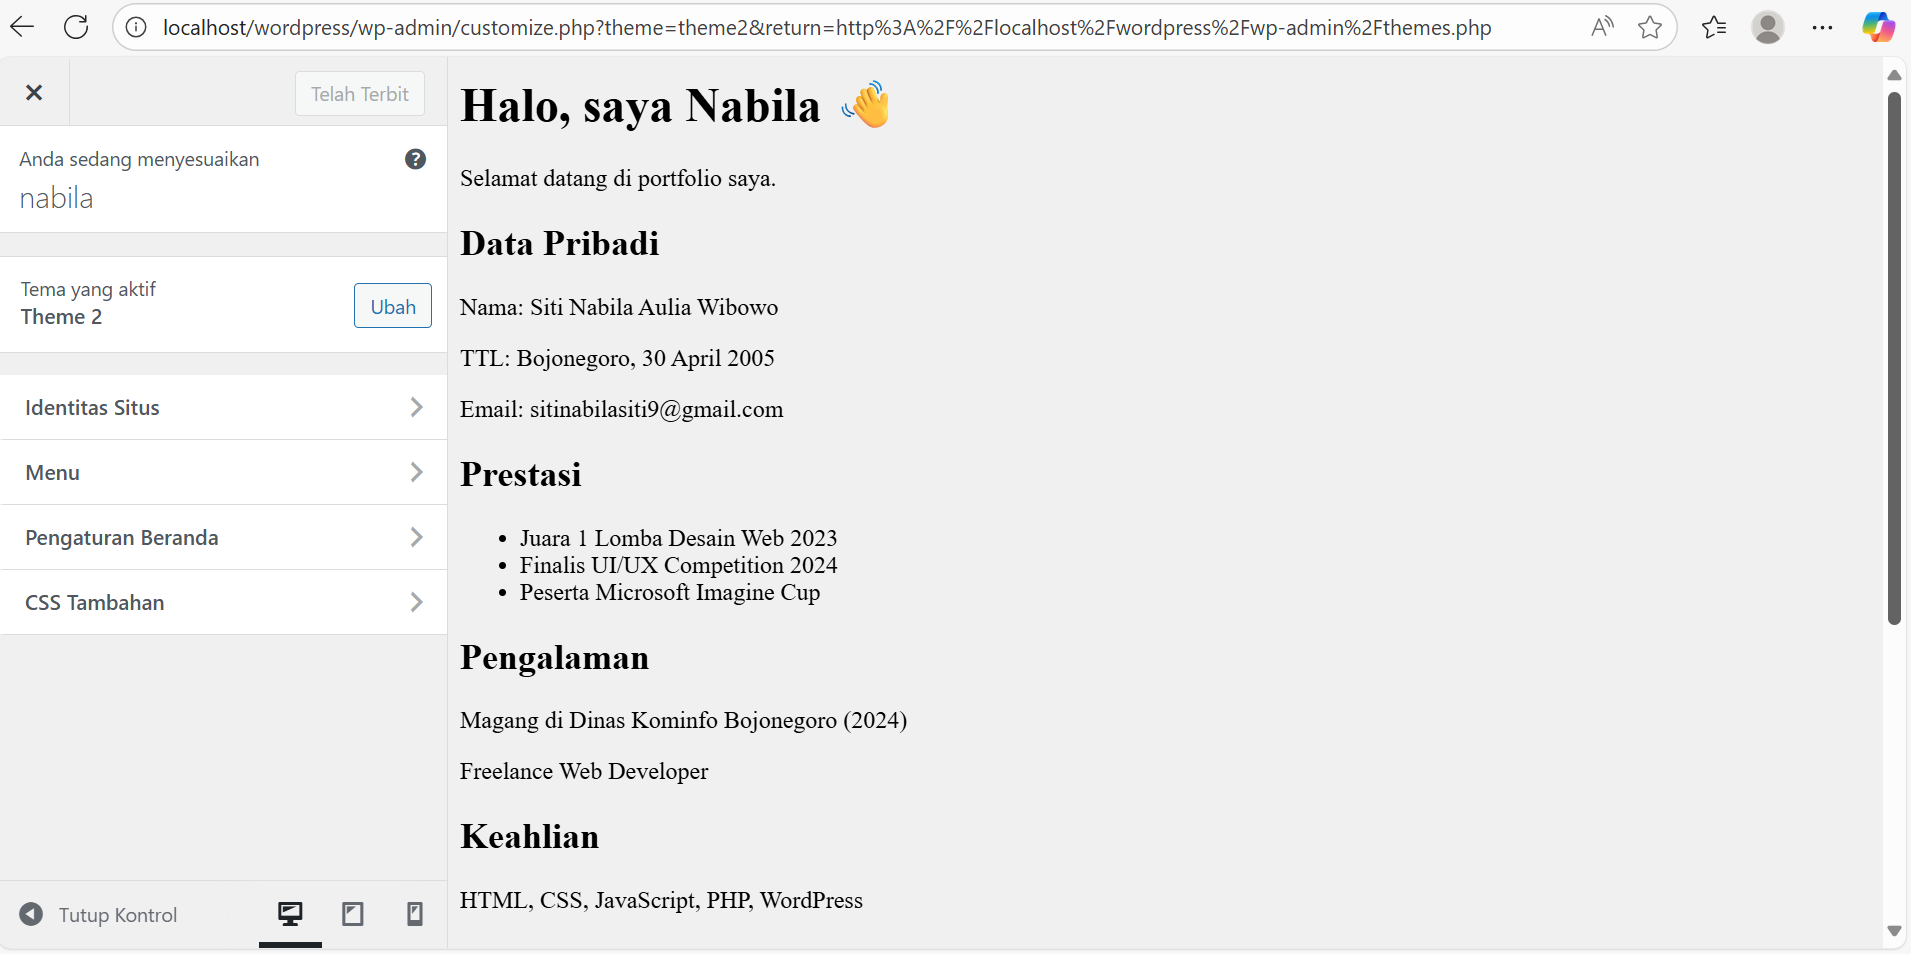 localhost/wordpress/wp-admin/customize.php?theme=theme2&return=http%3A%2F%2Flocalhost%2Fwordpress%2Fwp-admin%2Fthemes.php
Telah Terbit
Anda sedang menyesuaikan
nabila
Tema yang aktif
Theme 2
Ubah
Identitas Situs
Menu
Pengaturan Beranda
CSS Tambahan
Tutup Kontrol
Halo, saya Nabila 👋
Selamat datang di portfolio saya.
Data Pribadi
Nama: Siti Nabila Aulia Wibowo
TTL: Bojonegoro, 30 April 2005
Email: sitinabilasiti9@gmail.com
Prestasi
• Juara 1 Lomba Desain Web 2023
• Finalis UI/UX Competition 2024
• Peserta Microsoft Imagine Cup
Pengalaman
Magang di Dinas Kominfo Bojonegoro (2024)
Freelance Web Developer
Keahlian
HTML, CSS, JavaScript, PHP, WordPress